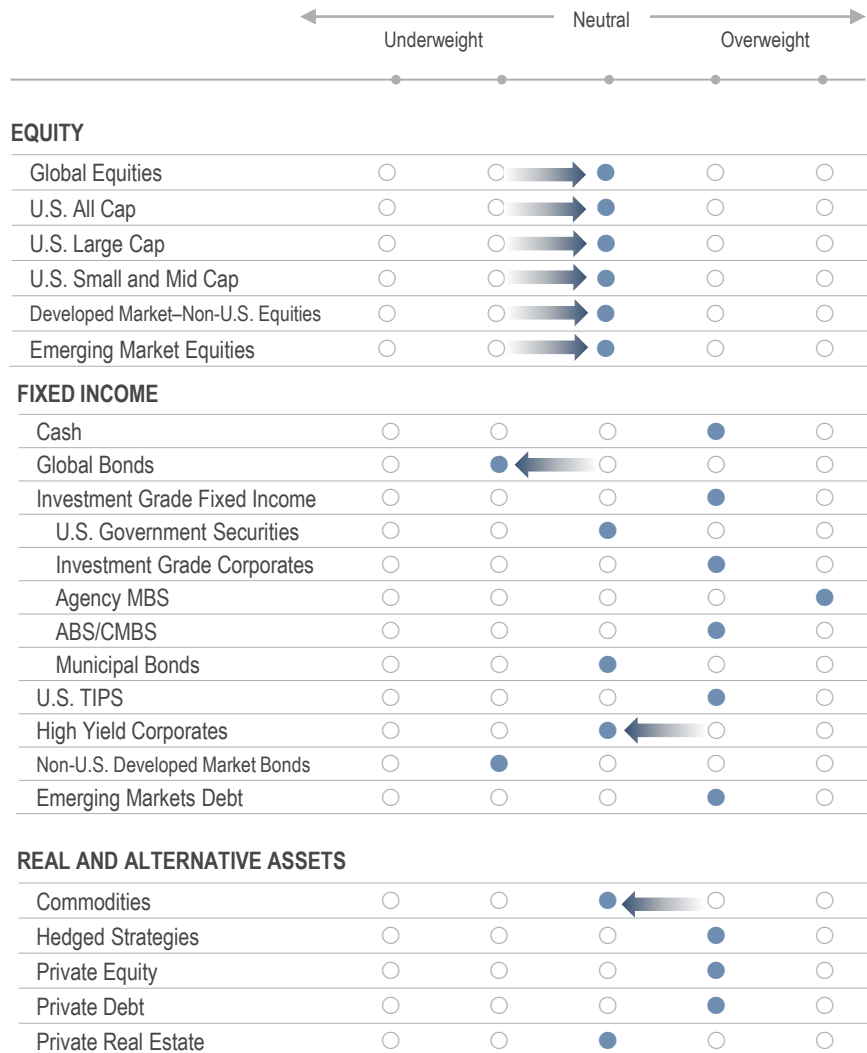 Neutral
Underweight Overweight
EQUITY
Global Equities
U.S. All Cap
U.S. Large Cap
U.S. Small and Mid Cap
Developed Market–Non-U.S. Equities
Emerging Market Equities
FIXED INCOME
Cash
Global Bonds
Investment Grade Fixed Income
U.S. Government Securities
Investment Grade Corporates
Agency MBS
ABS/CMBS
Municipal Bonds
U.S. TIPS
High Yield Corporates
Non-U.S. Developed Market Bonds
Emerging Markets Debt
REAL AND ALTERNATIVE ASSETS
Commodities
Hedged Strategies
Private Equity
Private Debt
Private Real Estate